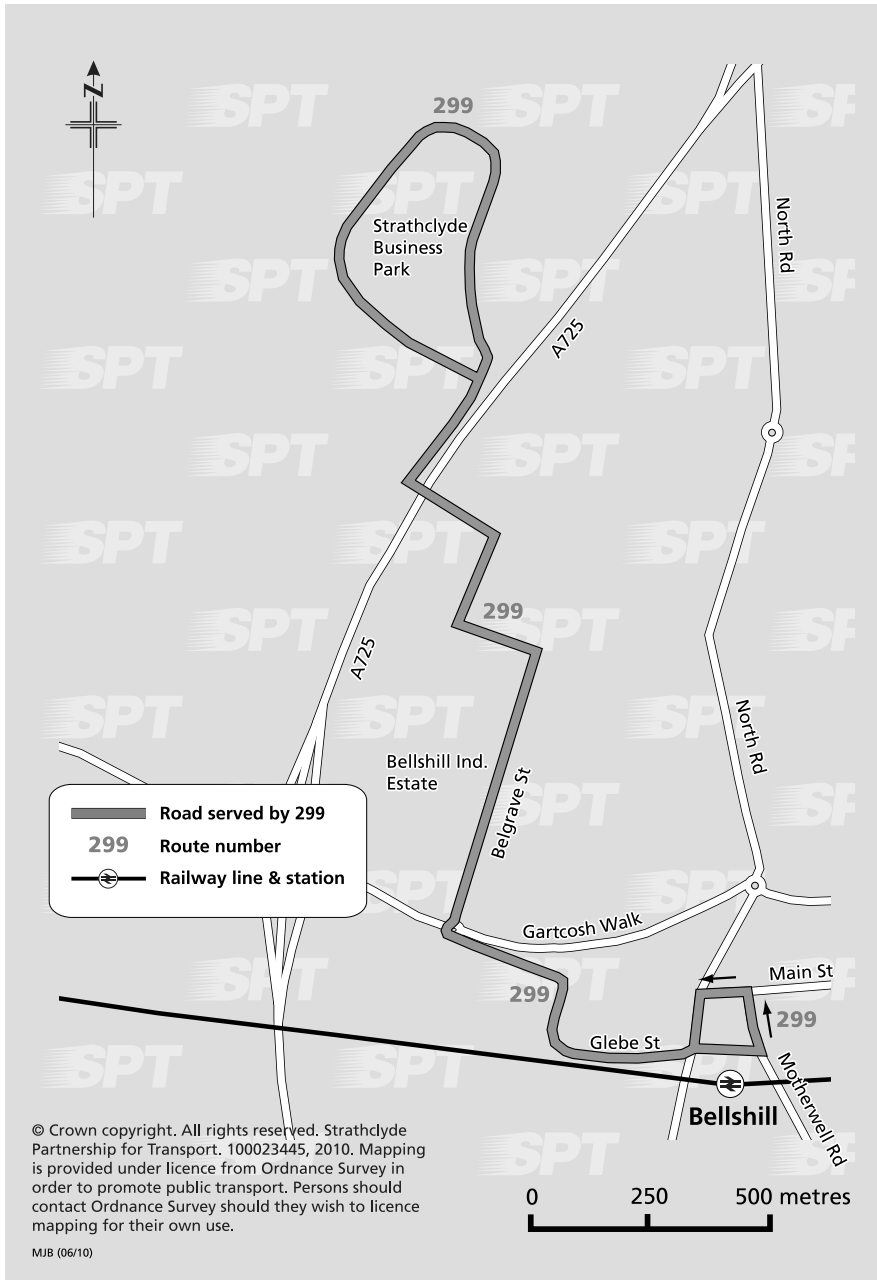 N
299
Strathclyde
Business
Park
North Rd
A725
299
A725
North Rd
Bellshill Ind.
Estate
Belgrave St
Road served by 299
299 Route number
Railway line & station
Gartcosh Walk
Main St
299
299
Glebe St
Motherwell Rd
Bellshill
© Crown copyright. All rights reserved. Strathclyde
Partnership for Transport. 100023445, 2010. Mapping
is provided under licence from Ordnance Survey in
order to promote public transport. Persons should
contact Ordnance Survey should they wish to licence
mapping for their own use.
MJB (06/10)
0 250 500 metres
SPT